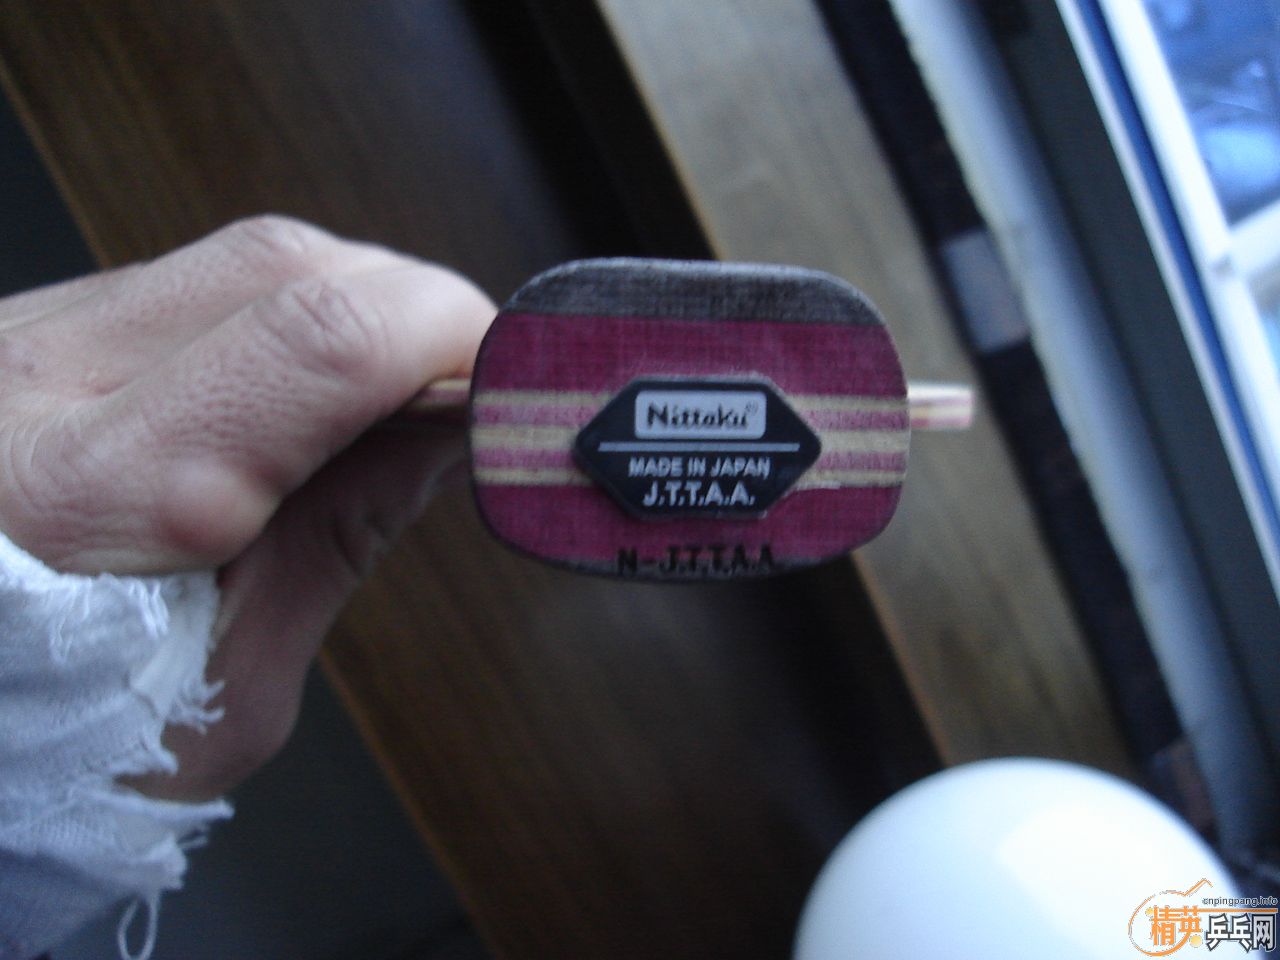 Nittaku®
MADE IN JAPAN
J.T.T.A.A.
N-J.T.T.A.A
cnpingpang.info
精英乒乓网